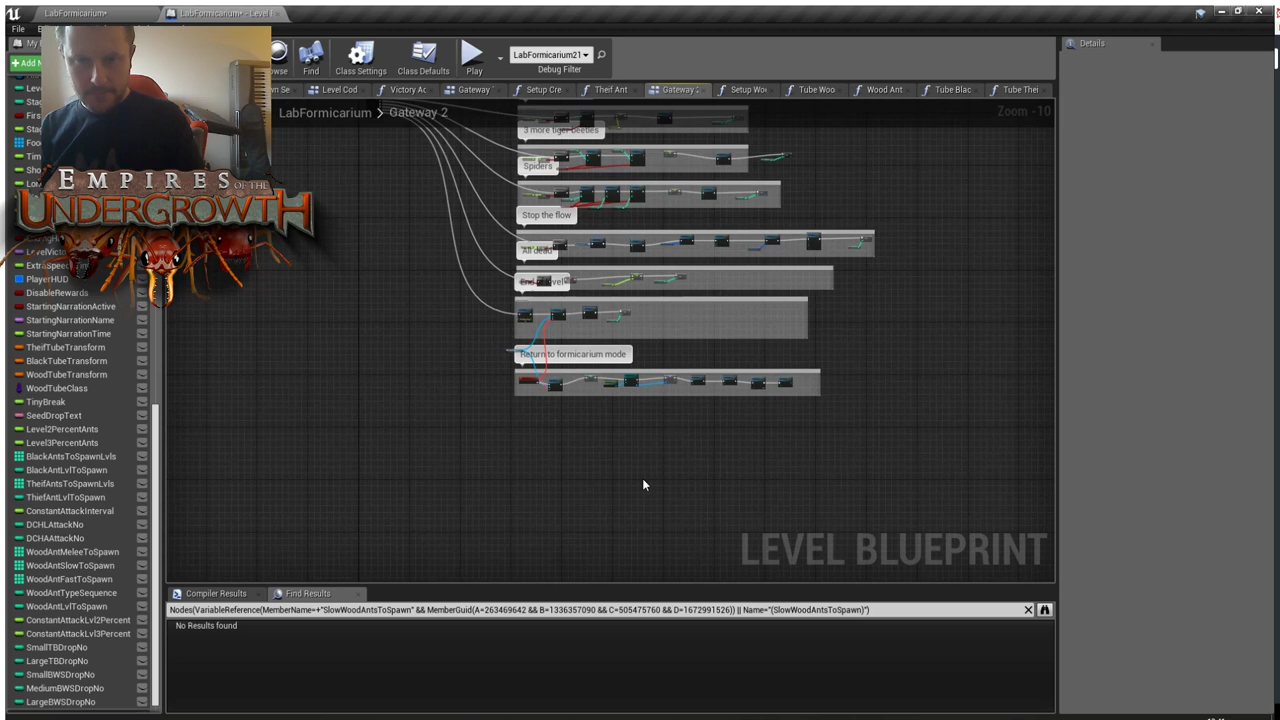 LabFormicarium*
LabFormicarium* - Level
File
Find
Class Settings
Class Defaults
Play
LabFormicarium21
Debug Filter
Details
Level Cod
Victory Ac
Gateway
Setup Cre
Theif Ant
Gateway 2
Setup Woo
Tube Woo
Wood Ant
Tube Blac
Tube Thei
LabFormicarium > Gateway 2
Zoom -10
EMPIRES OF THE
UNDERGROWTH
3 more tiger beetles
Spiders
Stop the flow
All dead
End of level
Return to formicarium mode
LEVEL BLUEPRINT
PlayerHUD
DisableRewards
StartingNarrationActive
StartingNarrationName
StartingNarrationTime
TheifTubeTransform
BlackTubeTransform
WoodTubeTransform
WoodTubeClass
TinyBreak
SeedDropText
Level2PercentAnts
Level3PercentAnts
BlackAntsToSpawnLvls
BlackAntLvlToSpawn
TheifAntsToSpawnLvls
ThiefAntLvlToSpawn
ConstantAttackInterval
DCHLAttackNo
DCHAAttackNo
WoodAntMeleeToSpawn
WoodAntSlowToSpawn
WoodAntFastToSpawn
WoodAntTypeSequence
WoodAntLvlToSpawn
ConstantAttackLvl2Percent
ConstantAttackLvl3Percent
SmallTBDropNo
LargeTBDropNo
SmallBWSDropNo
MediumBWSDropNo
LargeBWSDropNo
Compiler Results
Find Results
Nodes(VariableReference(MemberName=+"SlowWoodAntsToSpawn" && MemberGuid(A=263469642 && B=1336357090 && C=505475760 && D=1672991526)) || Name="(SlowWoodAntsToSpawn)")
No Results found